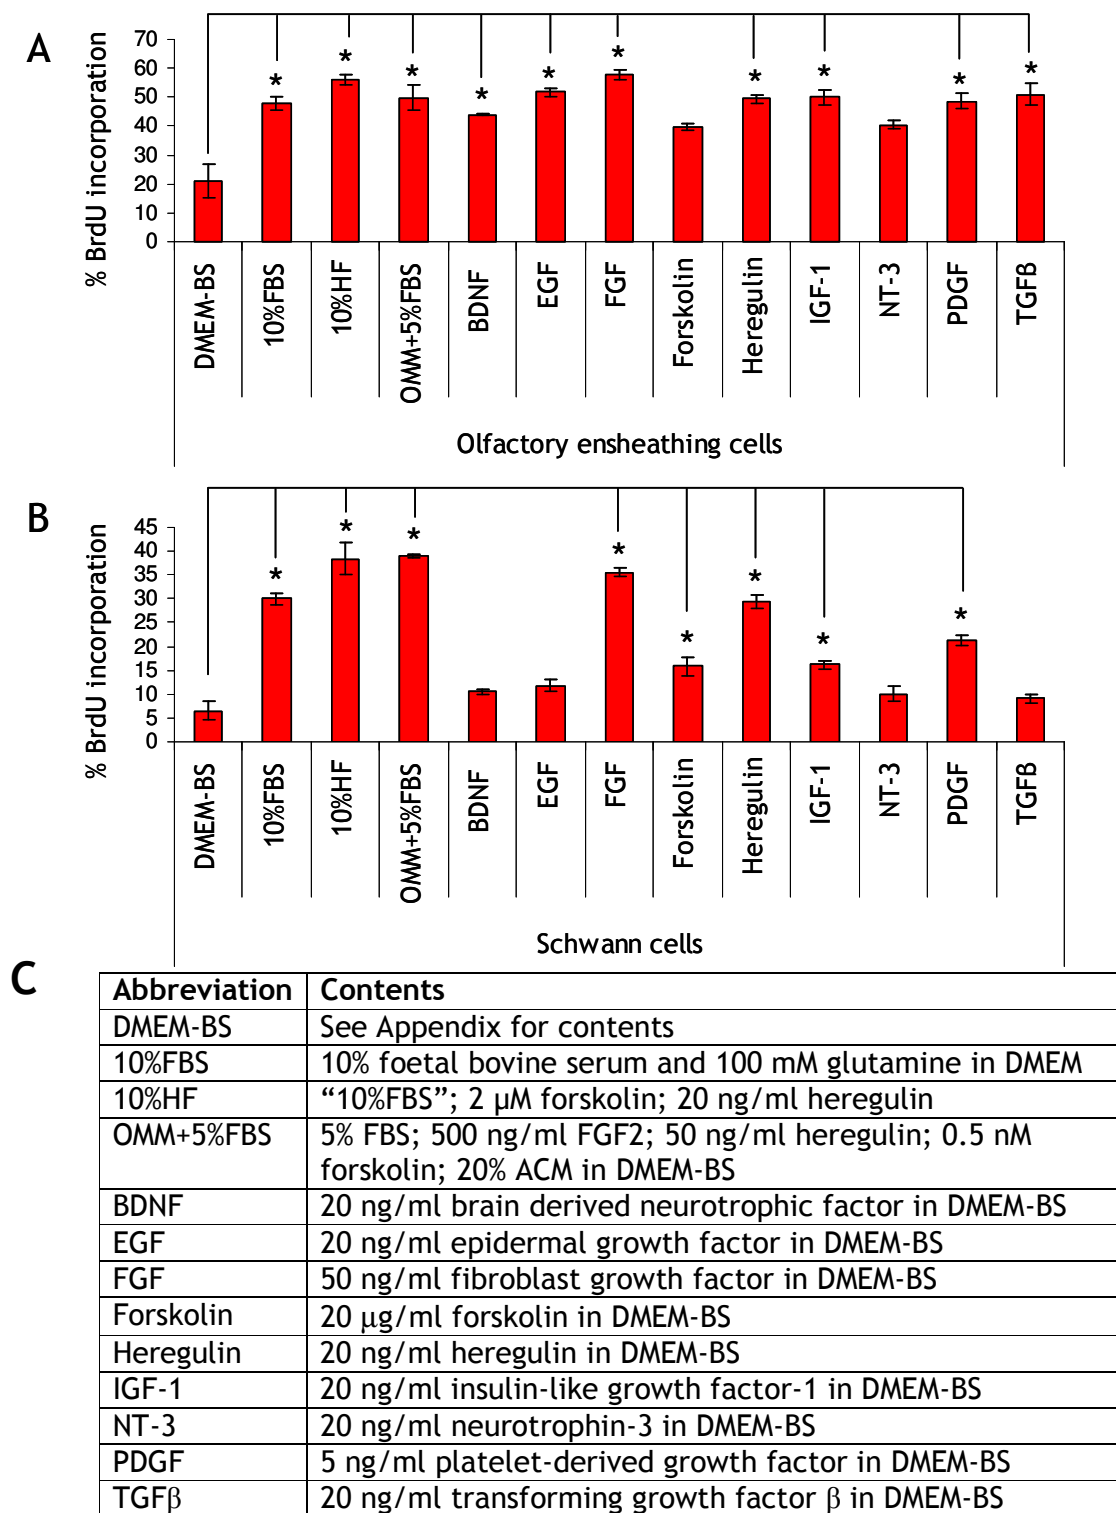 A
% BrdU incorporation
70
60
50
40
30
20
10
0
* * * * * * * * * *
DMEM-BS
10%FBS
10%HF
OMM+5%FBS
BDNF
EGF
FGF
Forskolin
Heregulin
IGF-1
NT-3
PDGF
TGFß
Olfactory ensheathing cells
B
% BrdU incorporation
45
40
35
30
25
20
15
10
5
0
* * * * * * * *
DMEM-BS
10%FBS
10%HF
OMM+5%FBS
BDNF
EGF
FGF
Forskolin
Heregulin
IGF-1
NT-3
PDGF
TGFß
Schwann cells
C
Abbreviation Contents
DMEM-BS See Appendix for contents
10%FBS 10% foetal bovine serum and 100 mM glutamine in DMEM
10%HF “10%FBS”; 2 µM forskolin; 20 ng/ml heregulin
OMM+5%FBS 5% FBS; 500 ng/ml FGF2; 50 ng/ml heregulin; 0.5 nM
forskolin; 20% ACM in DMEM-BS
BDNF 20 ng/ml brain derived neurotrophic factor in DMEM-BS
EGF 20 ng/ml epidermal growth factor in DMEM-BS
FGF 50 ng/ml fibroblast growth factor in DMEM-BS
Forskolin 20 μg/ml forskolin in DMEM-BS
Heregulin 20 ng/ml heregulin in DMEM-BS
IGF-1 20 ng/ml insulin-like growth factor-1 in DMEM-BS
NT-3 20 ng/ml neurotrophin-3 in DMEM-BS
PDGF 5 ng/ml platelet-derived growth factor in DMEM-BS
TGFβ 20 ng/ml transforming growth factor β in DMEM-BS